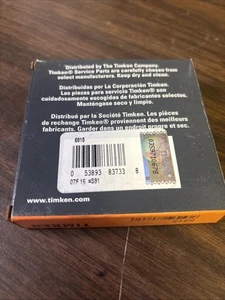 *Distributed by the Timken Company.
Timken® Service Parts are carefully chosen from
select manufacturers. Keep dry and clean.
Distribuidas por La Corporación Timken.
Las piezas para servicio Timken® son
cuidadosamente escogidas de fabricantes selectos.
Manténgase seco y limpio.
Distribué par la Société Timken. Les pièces
de rechange Timken® proviennent des meilleurs
fabricants. Garder dans un endroit propre et sec.
6815
0 53893 83733 8
www.timken.com
TIMKEN